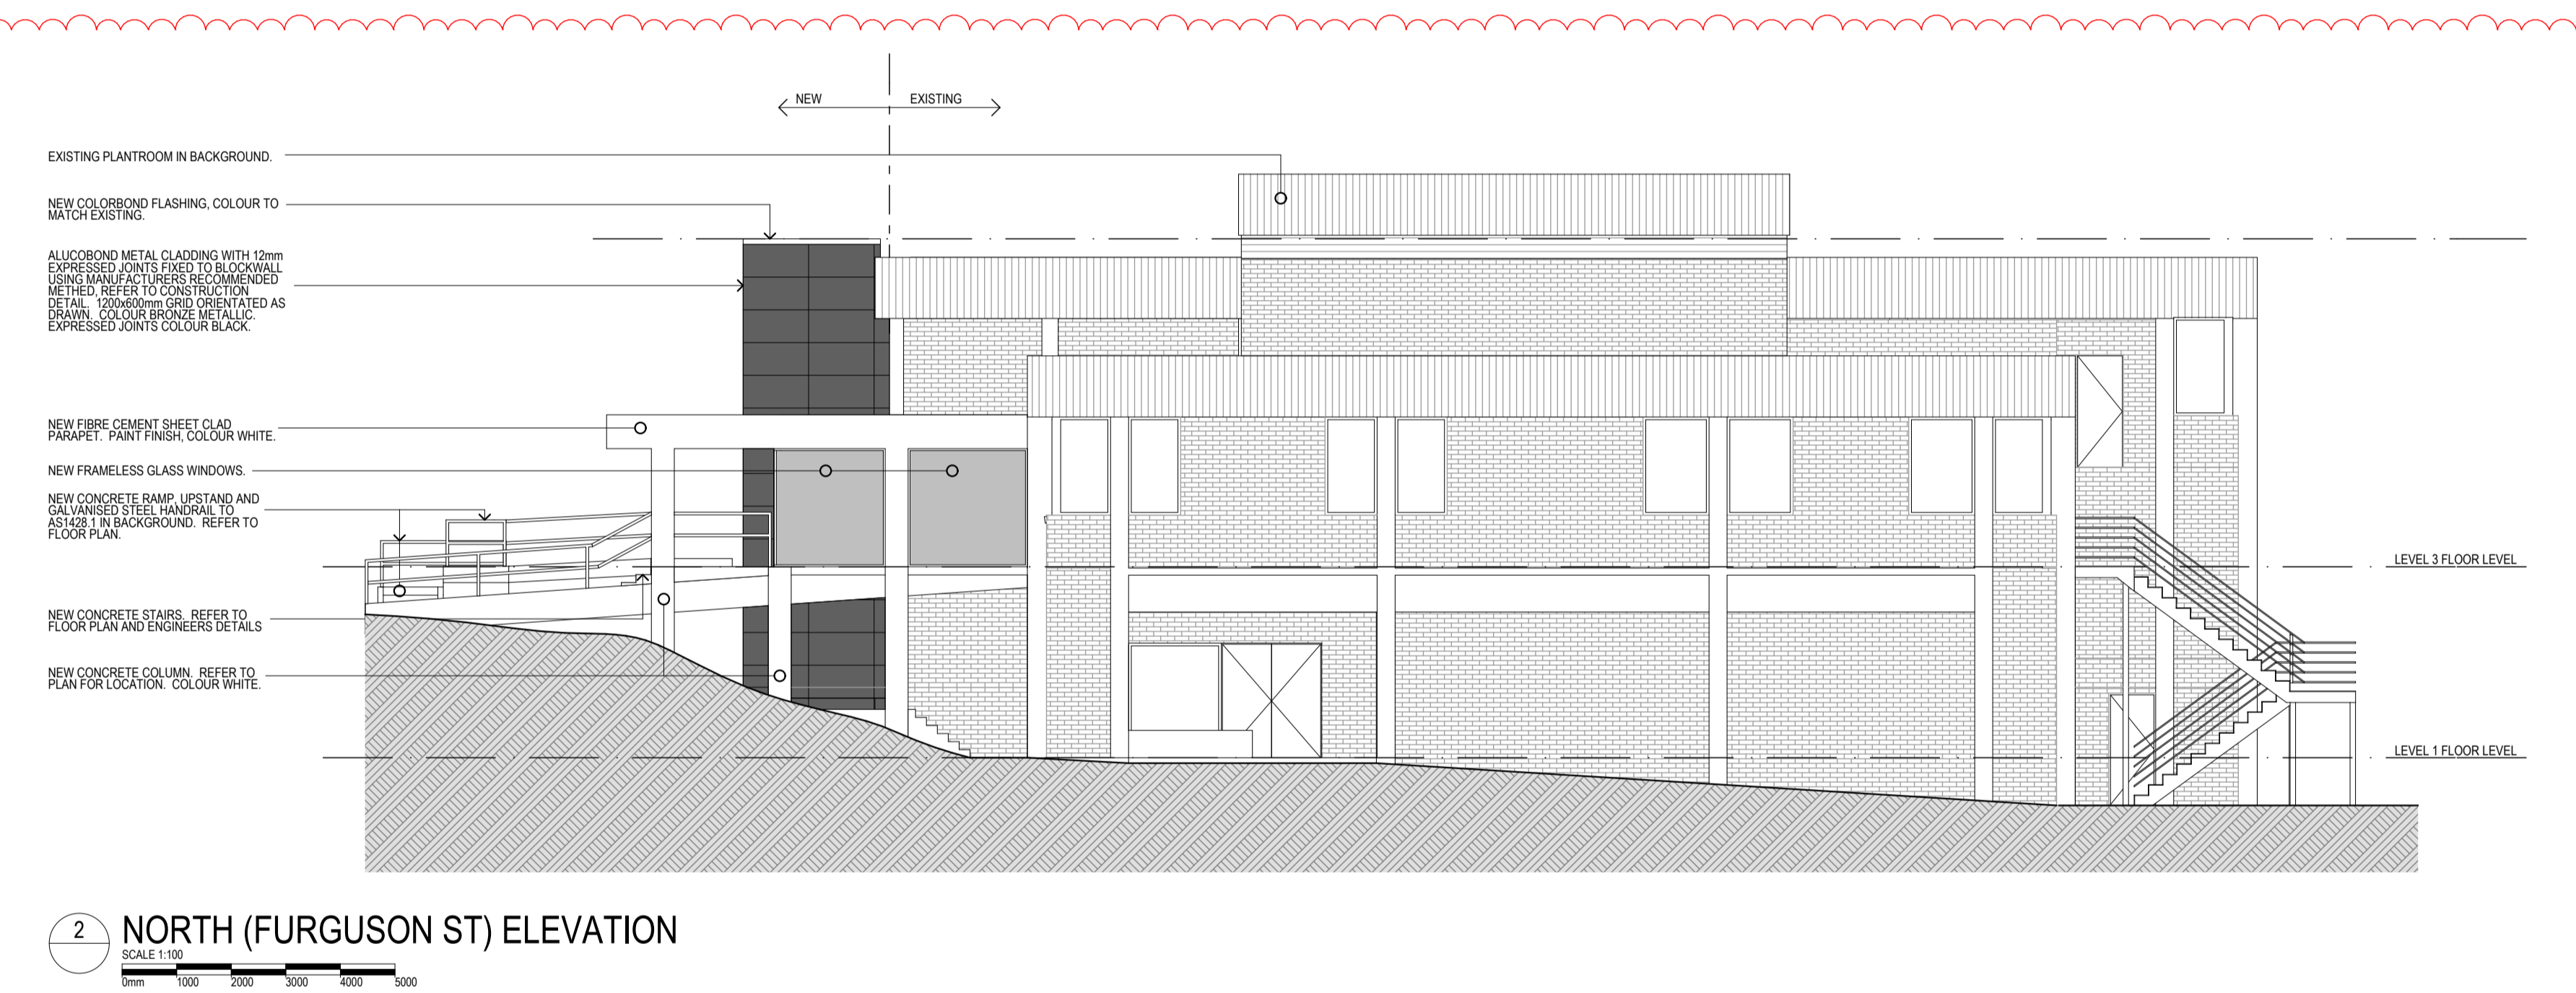 NEW
EXISTING
EXISTING PLANTROOM IN BACKGROUND.
NEW COLORBOND FLASHING, COLOUR TO
MATCH EXISTING.
ALUCOBOND METAL CLADDING WITH 12mm
EXPRESSED JOINTS FIXED TO BLOCKWALL
USING MANUFACTURERS RECOMMENDED
METHED, REFER TO CONSTRUCTION
DETAIL. 1200x600mm GRID ORIENTATED AS
DRAWN. COLOUR BRONZE METALLIC.
EXPRESSED JOINTS COLOUR BLACK.
NEW FIBRE CEMENT SHEET CLAD
PARAPET. PAINT FINISH, COLOUR WHITE.
NEW FRAMELESS GLASS WINDOWS.
NEW CONCRETE RAMP, UPSTAND AND
GALVANISED STEEL HANDRAIL TO
AS1428.1 IN BACKGROUND. REFER TO
FLOOR PLAN.
LEVEL 3 FLOOR LEVEL
NEW CONCRETE STAIRS. REFER TO
FLOOR PLAN AND ENGINEERS DETAILS
NEW CONCRETE COLUMN. REFER TO
PLAN FOR LOCATION. COLOUR WHITE.
LEVEL 1 FLOOR LEVEL
2
NORTH (FURGUSON ST) ELEVATION
SCALE 1:100
0mm 1000 2000 3000 4000 5000